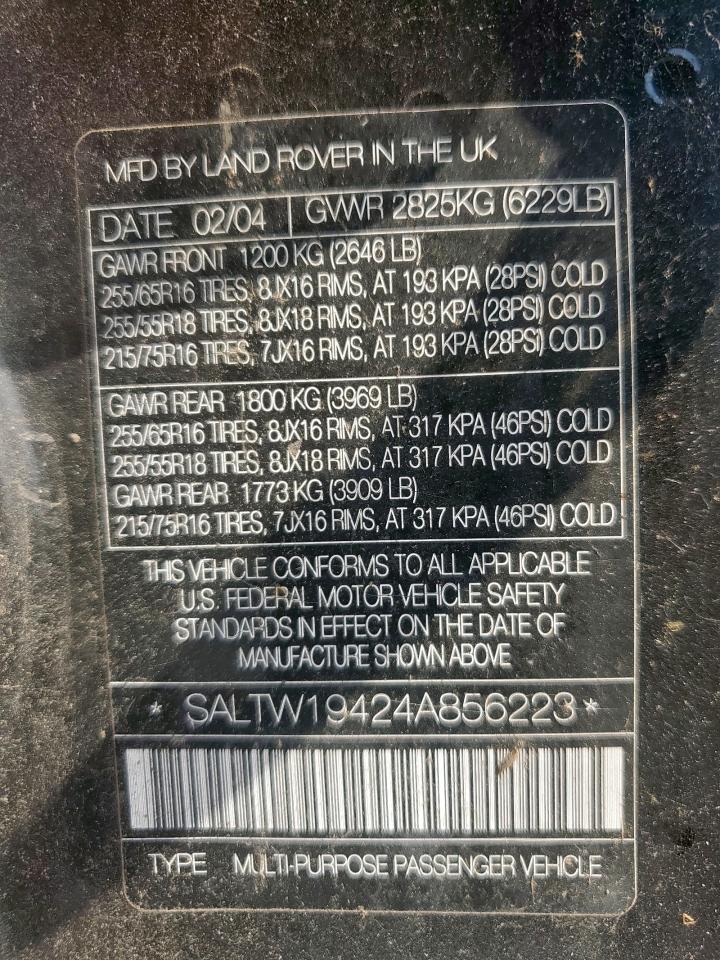 MFD BY LAND ROVER IN THE UK
DATE 02/04 GVWR 2825KG (6229LB)
GAWR FRONT 1200 KG (2646 LB)
255/65R16 TIRES, 8JX16 RIMS, AT 193 KPA (28PSI) COLD
255/55R18 TIRES, 8JX18 RIMS, AT 193 KPA (28PSI) COLD
215/75R16 TIRES, 7JX16 RIMS, AT 193 KPA (28PSI) COLD
GAWR REAR 1800 KG (3969 LB)
255/65R16 TIRES, 8JX16 RIMS, AT 317 KPA (46PSI) COLD
255/55R18 TIRES, 8JX18 RIMS, AT 317 KPA (46PSI) COLD
GAWR REAR 1773 KG (3909 LB)
215/75R16 TIRES, 7JX16 RIMS, AT 317 KPA (46PSI) COLD
THIS VEHICLE CONFORMS TO ALL APPLICABLE
U.S. FEDERAL MOTOR VEHICLE SAFETY
STANDARDS IN EFFECT ON THE DATE OF
MANUFACTURE SHOWN ABOVE
* SALTW19424A856223 *
TYPE MULTI-PURPOSE PASSENGER VEHICLE